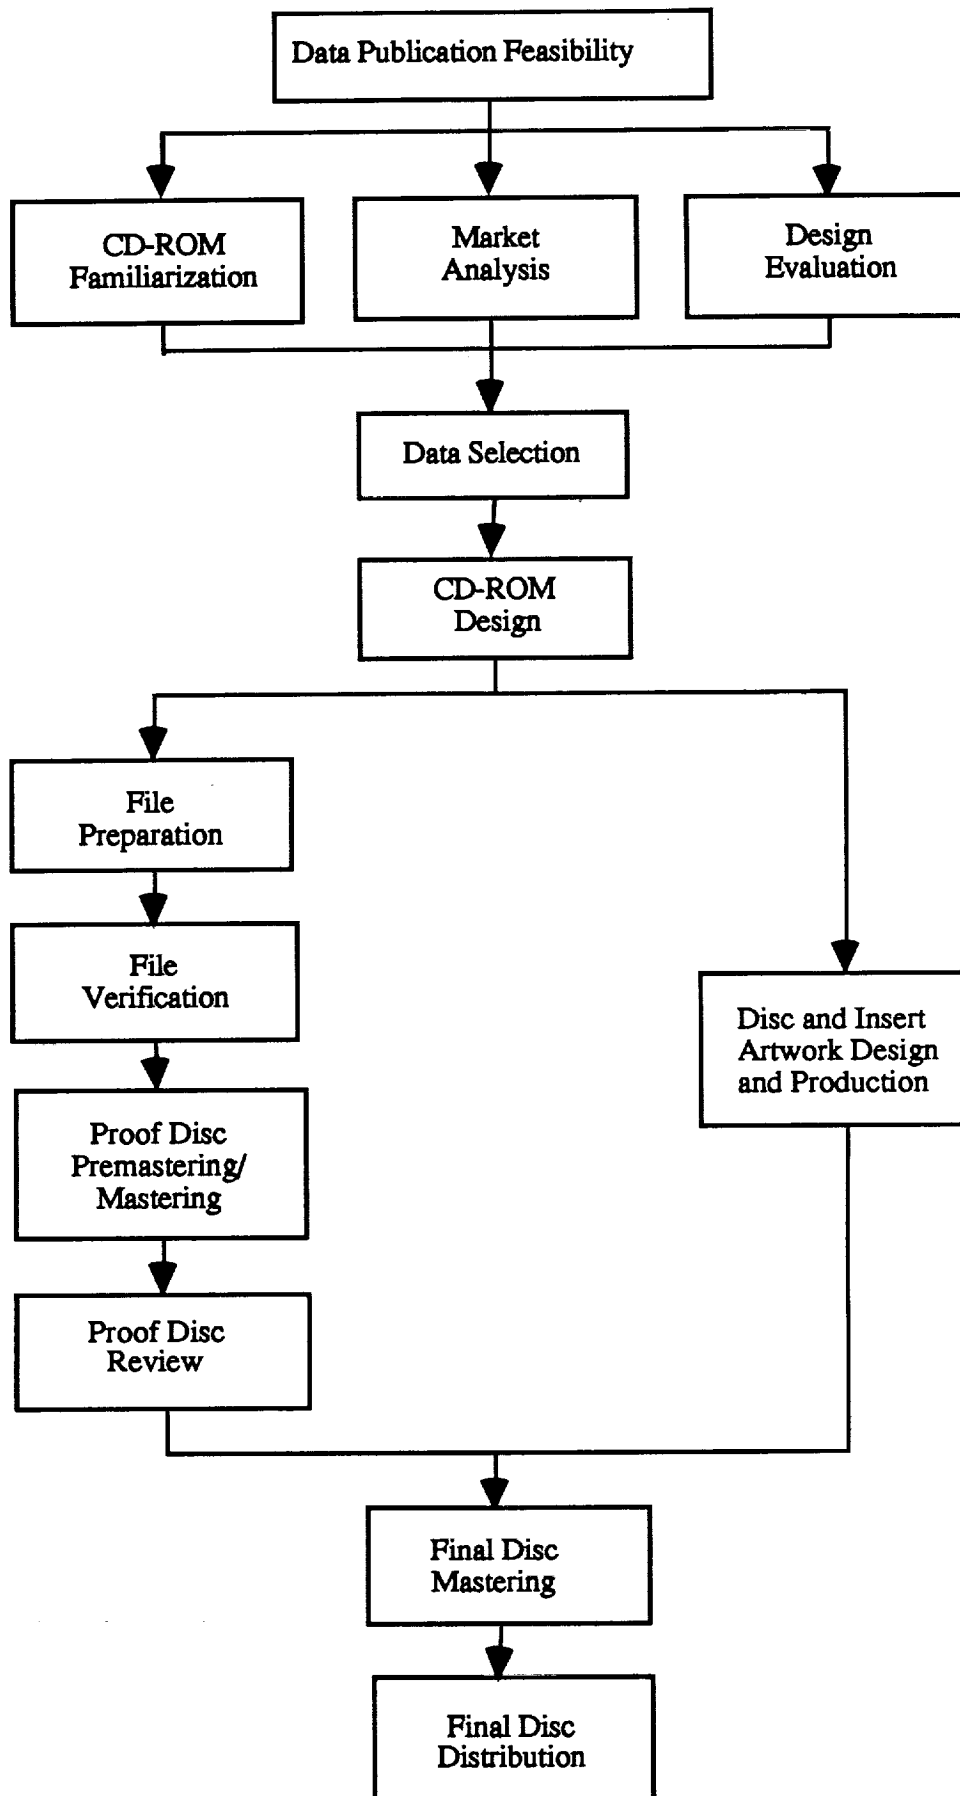 Data Publication Feasibility
CD-ROM
Familiarization
Market
Analysis
Design
Evaluation
Data Selection
CD-ROM
Design
File
Preparation
File
Verification
Disc and Insert
Artwork Design
and Production
Proof Disc
Premastering/
Mastering
Proof Disc
Review
Final Disc
Mastering
Final Disc
Distribution